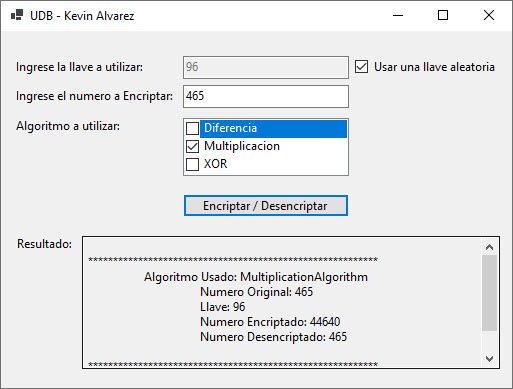 UDB - Kevin Alvarez
Ingrese la llave a utilizar: 96 Usar una llave aleatoria
Ingrese el numero a Encriptar: 465
Algoritmo a utilizar: Diferencia
Multiplicacion
XOR
Encriptar / Desencriptar
Resultado:
**********************************************************
Algoritmo Usado: MultiplicationAlgorithm
Numero Original: 465
Llave: 96
Numero Encriptado: 44640
Numero Desencriptado: 465
**********************************************************